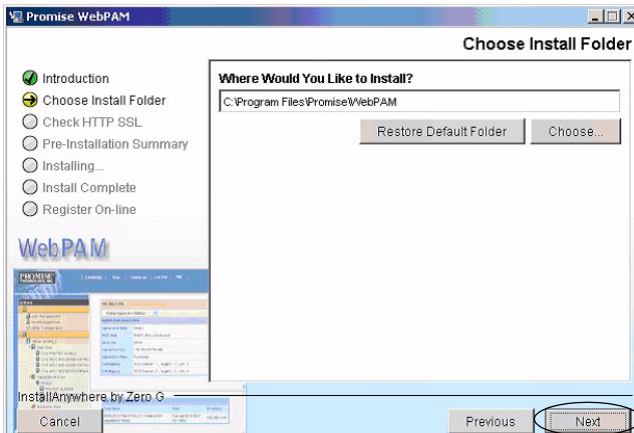 Promise WebPAM
Choose Install Folder
Introduction
Choose Install Folder
Check HTTP SSL
Pre-Installation Summary
Installing...
Install Complete
Register On-line
Where Would You Like to Install?
C:\Program Files\Promise\WebPAM
Restore Default Folder
Choose...
WebPAM
PROMISE
InstallAnywhere by Zero G
Cancel
Previous
Next